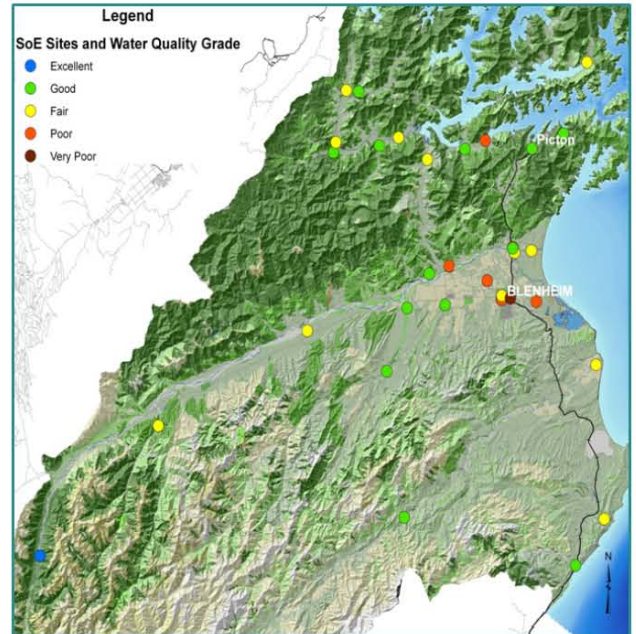 Legend
SoE Sites and Water Quality Grade
Excellent
Good
Fair
Poor
Very Poor
Picton
BLENHEIM
N